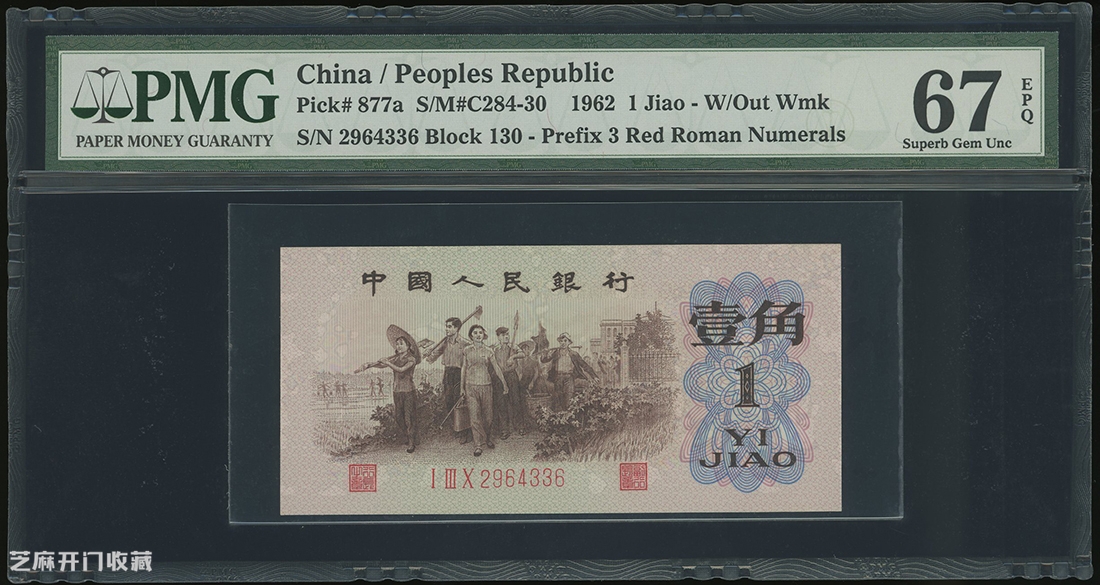 PMG
PAPER MONEY GUARANTY
China / Peoples Republic
Pick# 877a S/M#C284-30 1962 1 Jiao - W/Out Wmk
S/N 2964336 Block 130 - Prefix 3 Red Roman Numerals
67
EPQ
Superb Gem Unc
中國人民銀行
壹角
1
YI
JIAO
I III X 2964336
芝麻开门收藏